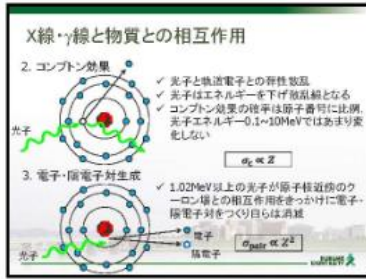 X線・γ線と物質との相互作用
2. コンプトン効果
✓ 光子と軌道電子との弾性散乱
✓ 光子はエネルギーを下げ散乱線となる
✓ コンプトン効果の確率は原子番号に比例、
光子エネルギー0.1~10MeVではあまり変
化しない
光子
σc ∝ Z
3. 電子・陽電子対生成
✓ 1.02MeV以上の光子が原子核近傍のク
ーロン場との相互作用をきっかけに電子・
陽電子対をつくり自らは消滅
電子
陽電子
光子
σpair ∝ Z²